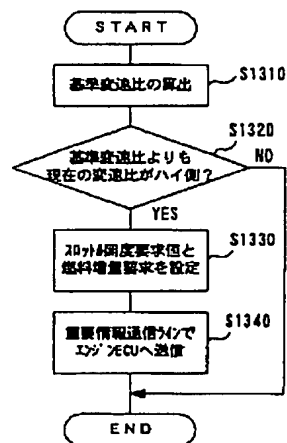 START
基準変速比の算出
S1310
基準変速比よりも
現在の変速比がハイ側?
S1320
NO
YES
スロットル開度要求値と
燃料増量要求を設定
S1330
重要情報送信ラインで
エンジンECUへ送信
S1340
END